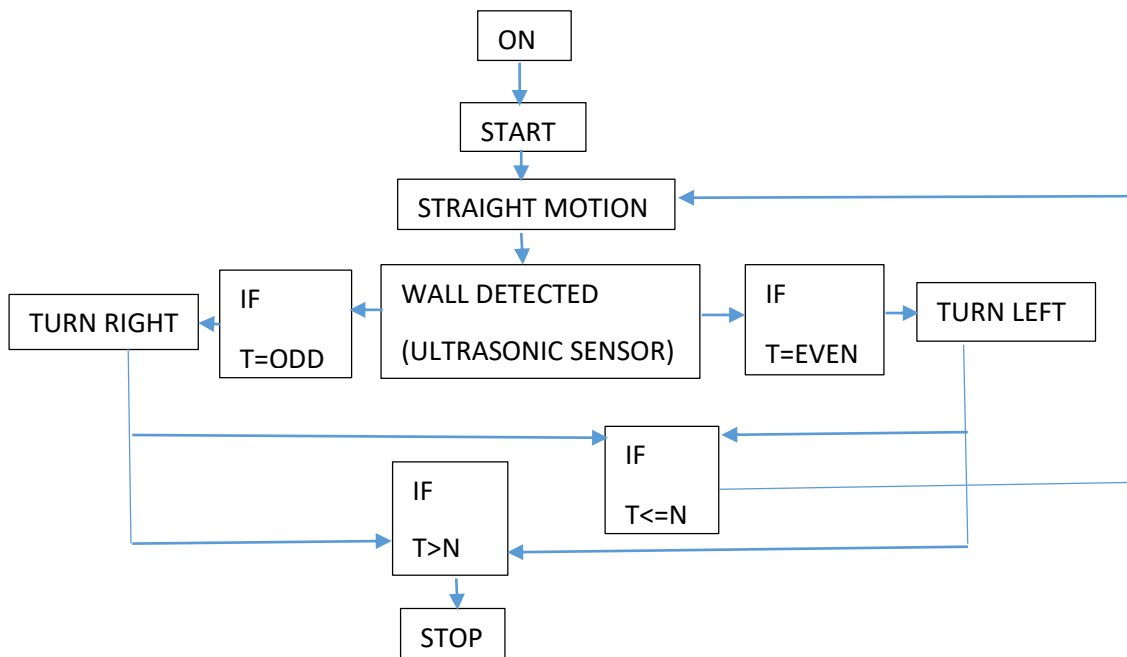 ON
START
STRAIGHT MOTION
TURN RIGHT
IF
T=ODD
WALL DETECTED
(ULTRASONIC SENSOR)
IF
T=EVEN
TURN LEFT
IF
T<=N
IF
T>N
STOP